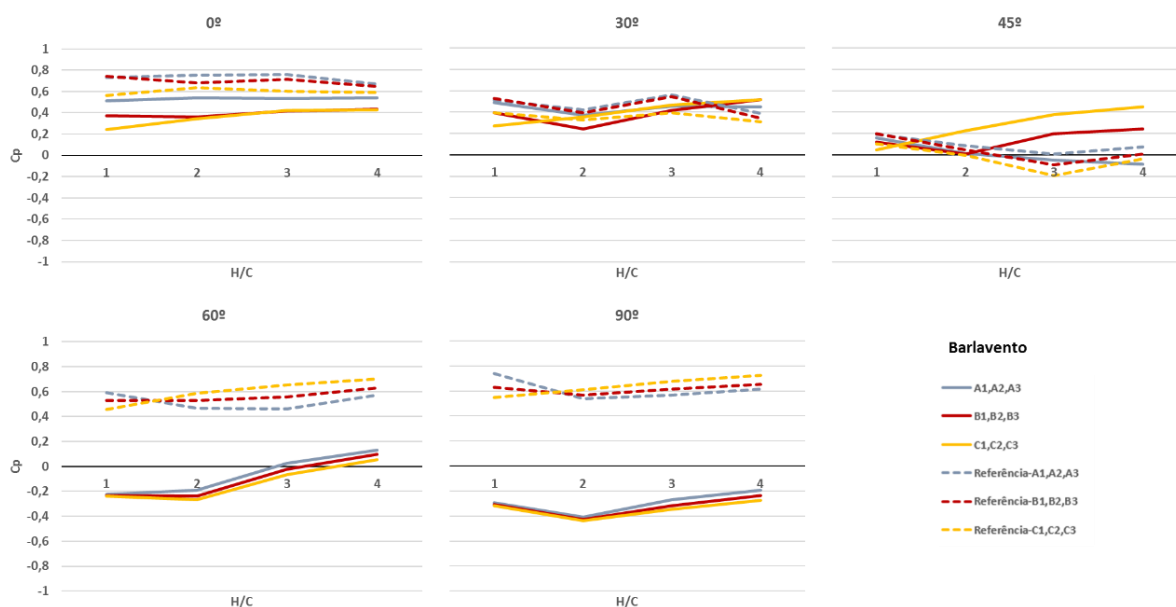 0º
30º
45º
1
0,8
0,6
0,4
0,2
0
-0,2
-0,4
-0,6
-0,8
-1
Cp
1 2 3 4
1 2 3 4
1 2 3 4
H/C
H/C
H/C
60º
90º
1
0,8
0,6
0,4
0,2
0
-0,2
-0,4
-0,6
-0,8
-1
Cp
1 2 3 4
1 2 3 4
H/C
H/C
Barlavento
A1,A2,A3
B1,B2,B3
C1,C2,C3
Referência-A1,A2,A3
Referência-B1,B2,B3
Referência-C1,C2,C3